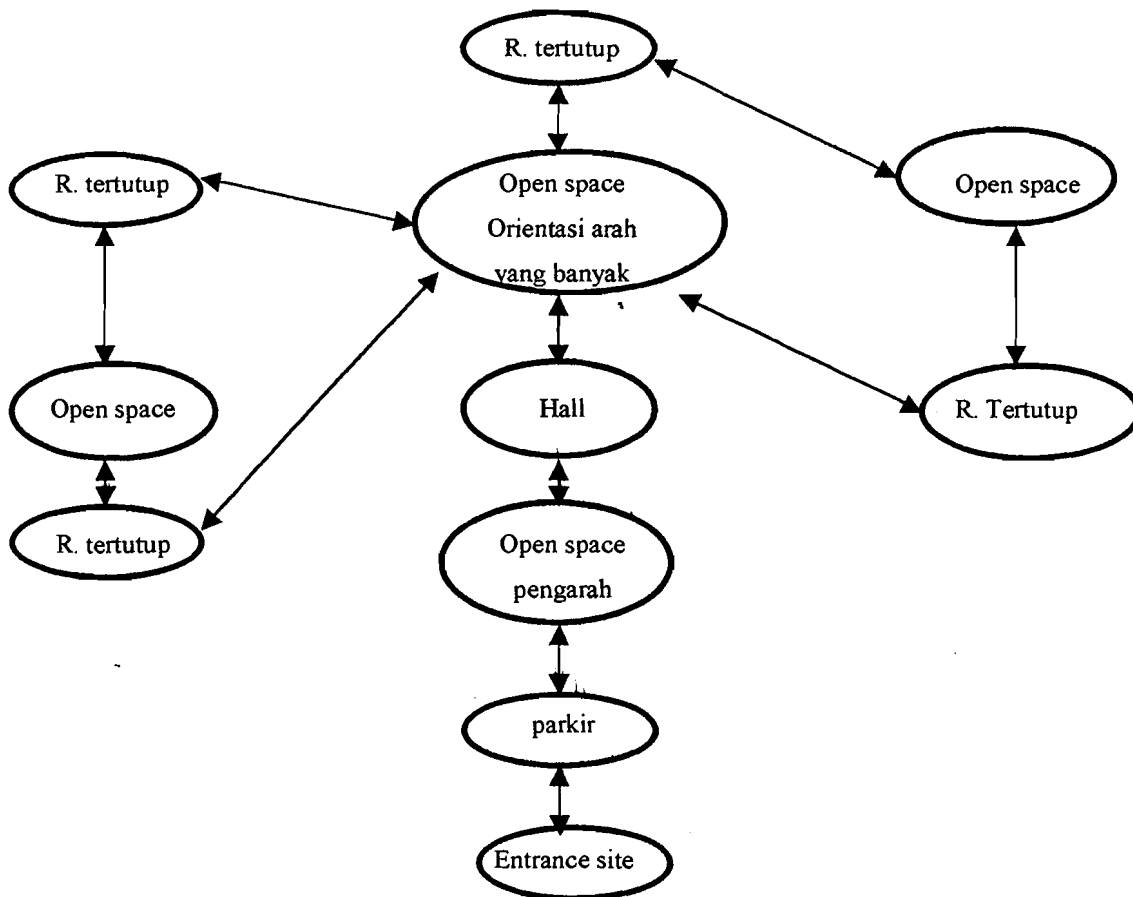 R. tertutup
R. tertutup
Open space
Orientasi arah
yang banyak
Open space
Open space
Hall
R. Tertutup
R. tertutup
Open space
pengarah
parkir
Entrance site